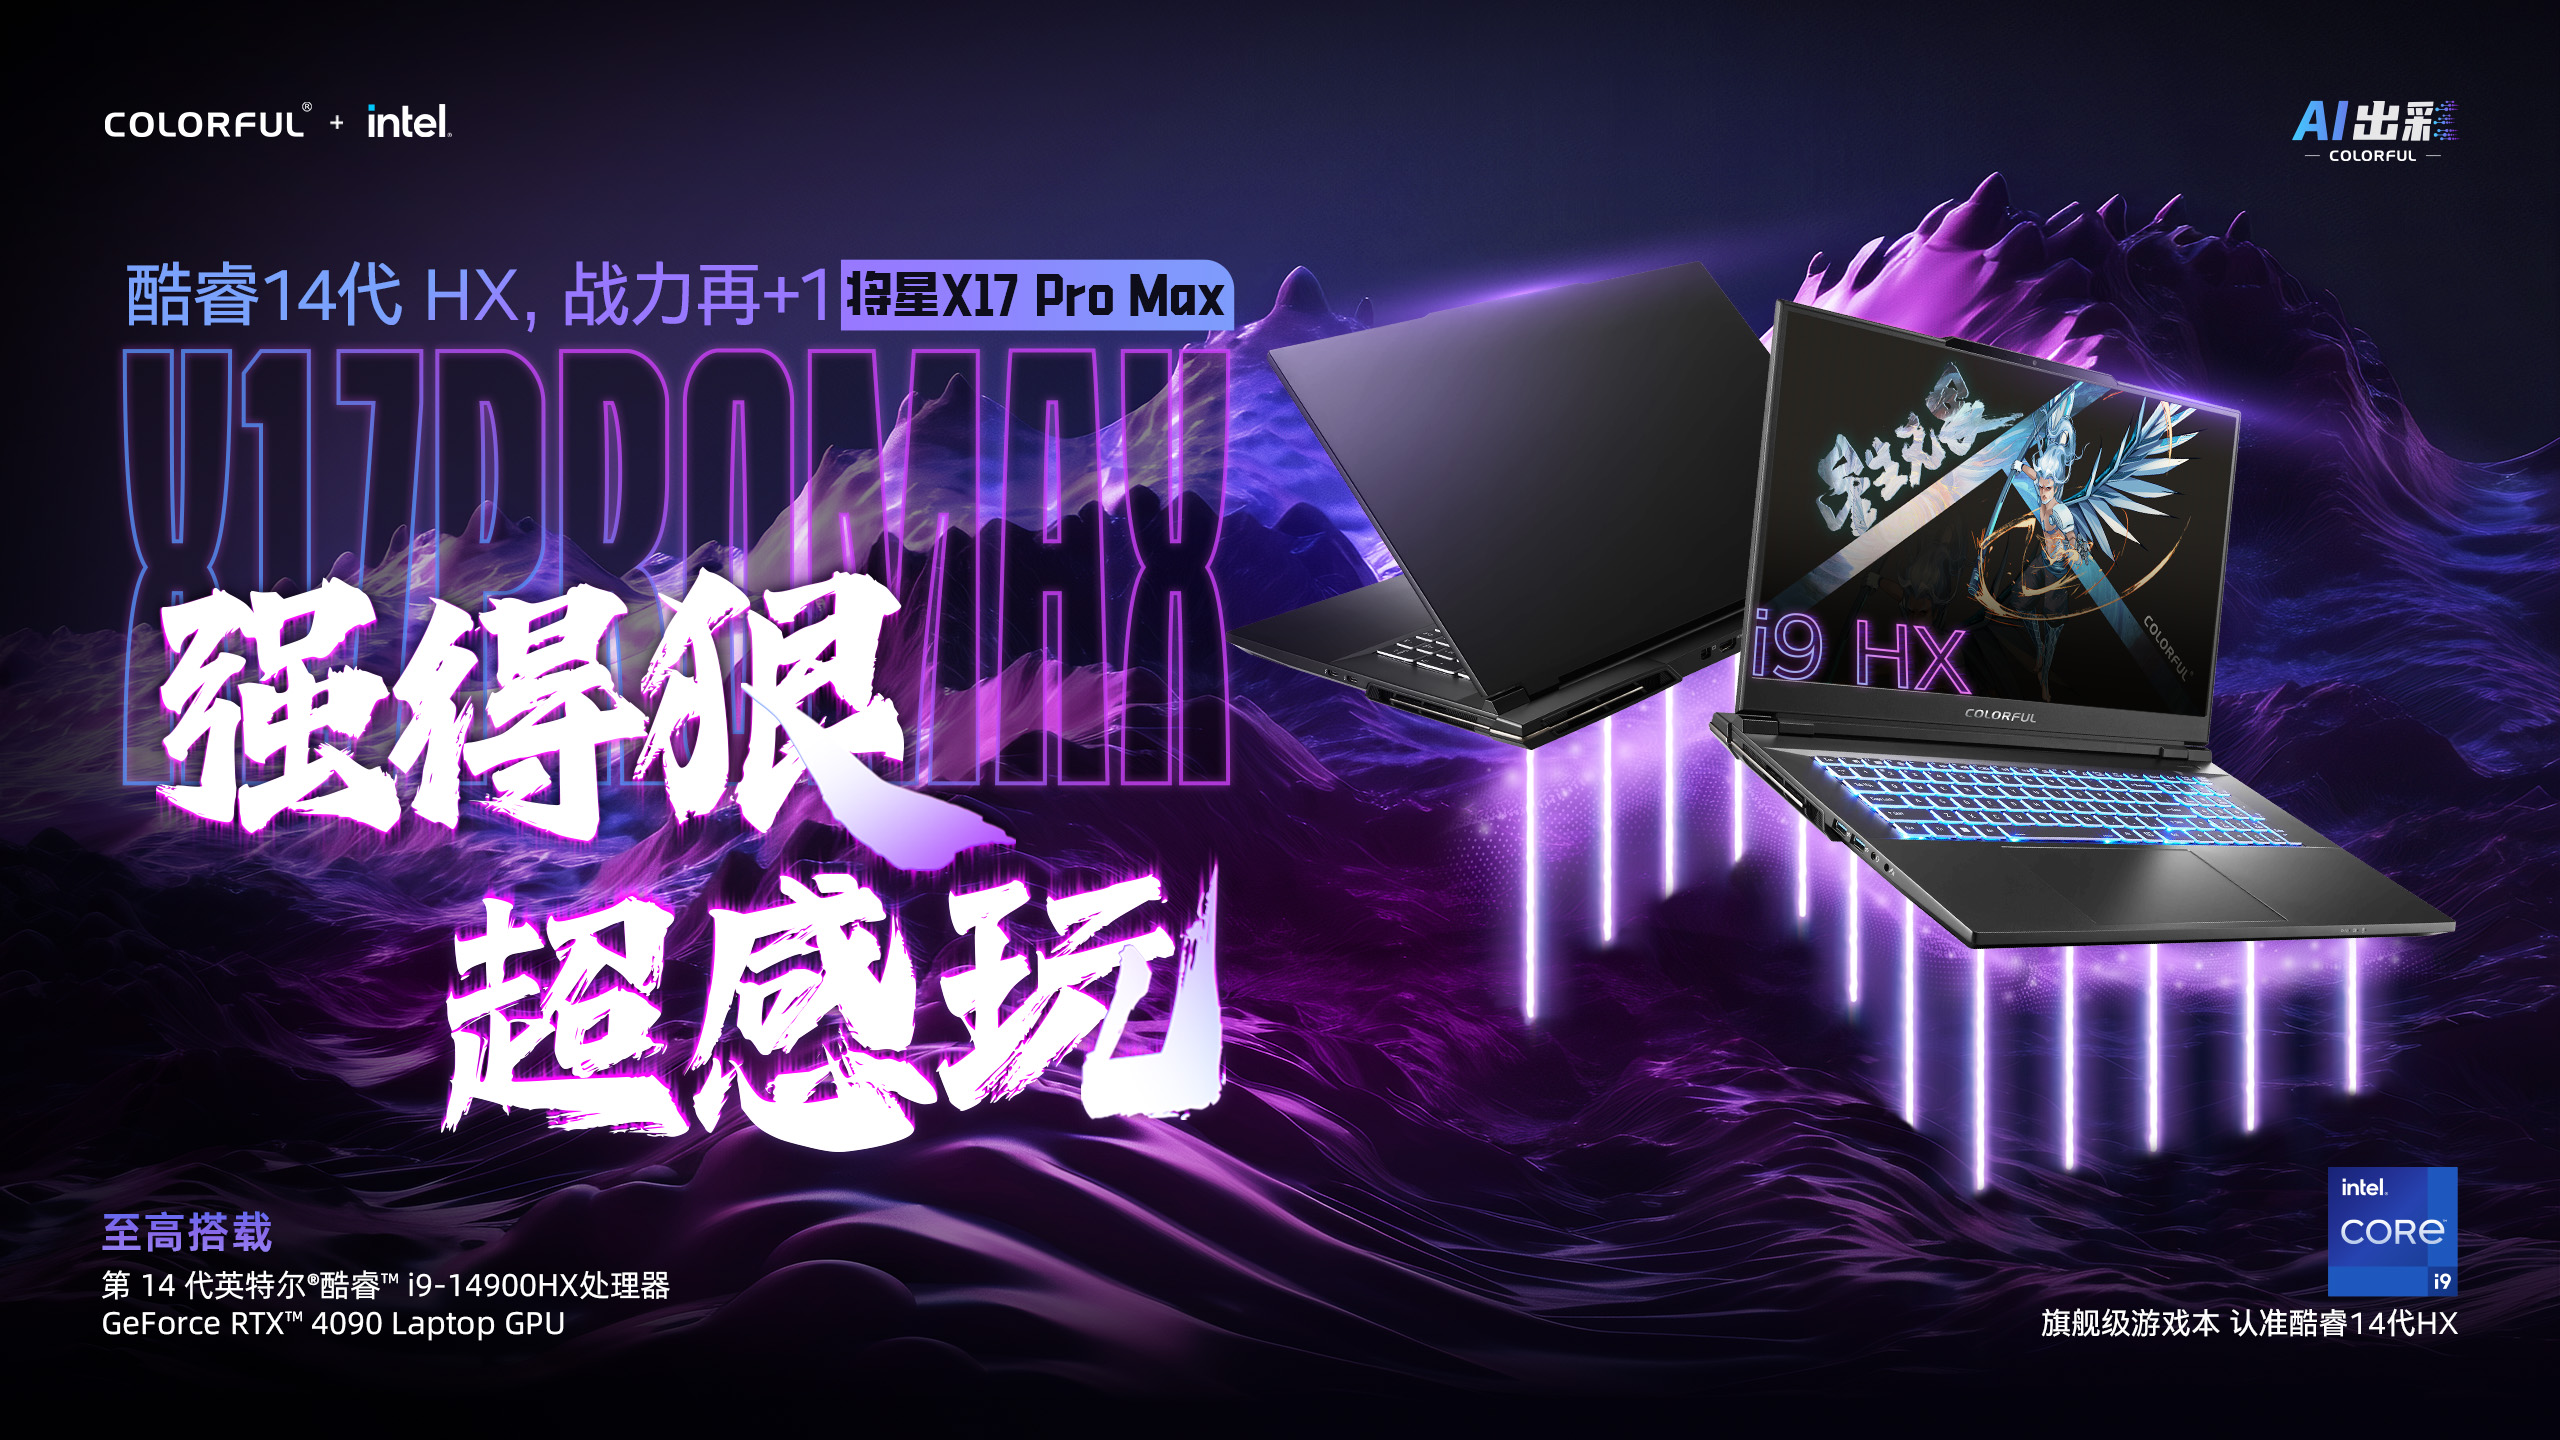 COLORFUL® + intel.
AI出彩
COLORFUL
酷睿14代 HX, 战力再+1 将星X17 Pro Max
X17PROMAX
强得狠
超感玩
i9 HX
COLORFUL
COLORFUL
至高搭载
第 14 代英特尔®酷睿™ i9-14900HX处理器
GeForce RTX™ 4090 Laptop GPU
intel.
CORE
i9
旗舰级游戏本 认准酷睿14代HX